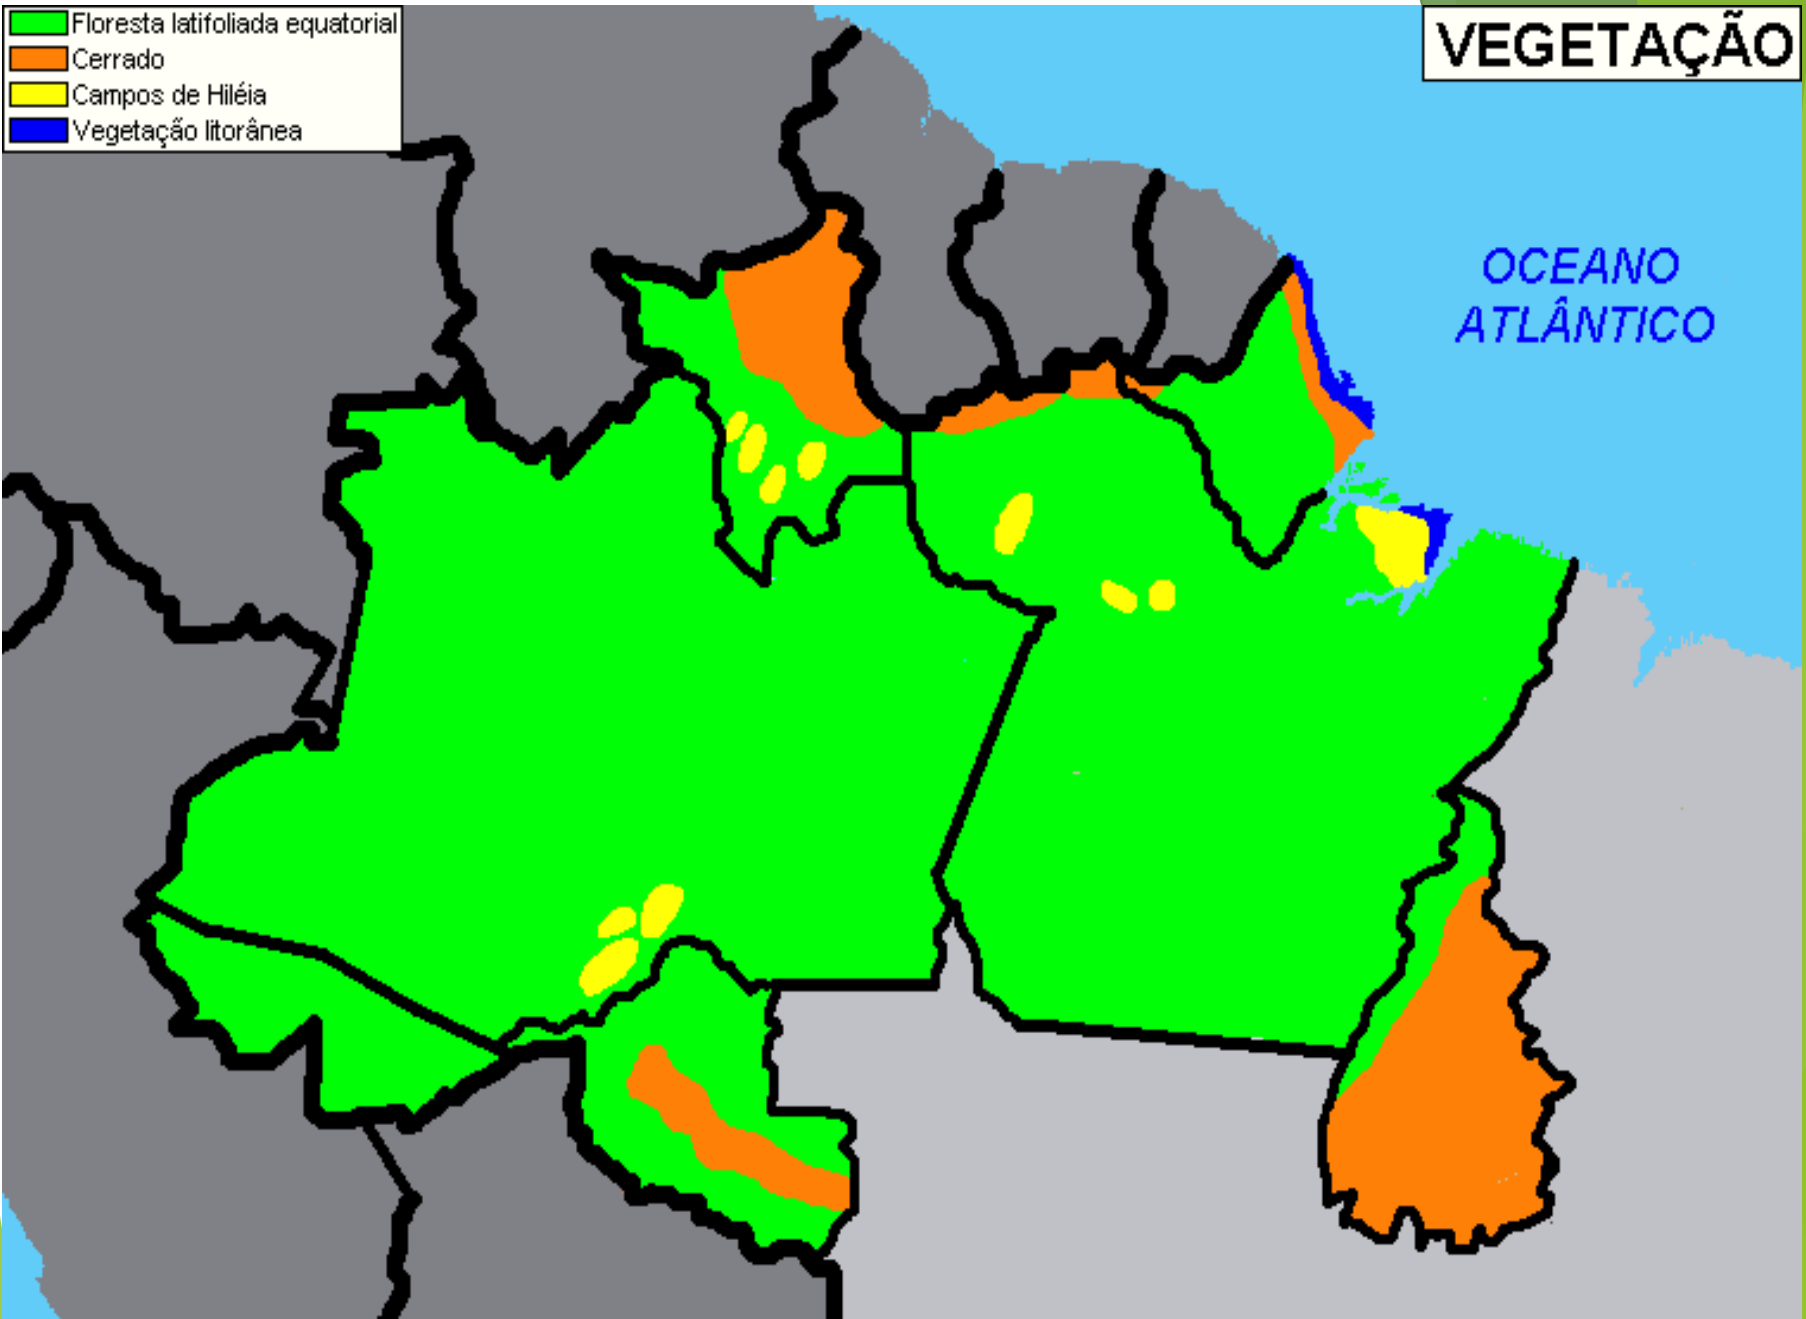 Floresta latifoliada equatorial
Cerrado
Campos de Hiléia
Vegetação litorânea
VEGETAÇÃO
OCEANO
ATLÂNTICO